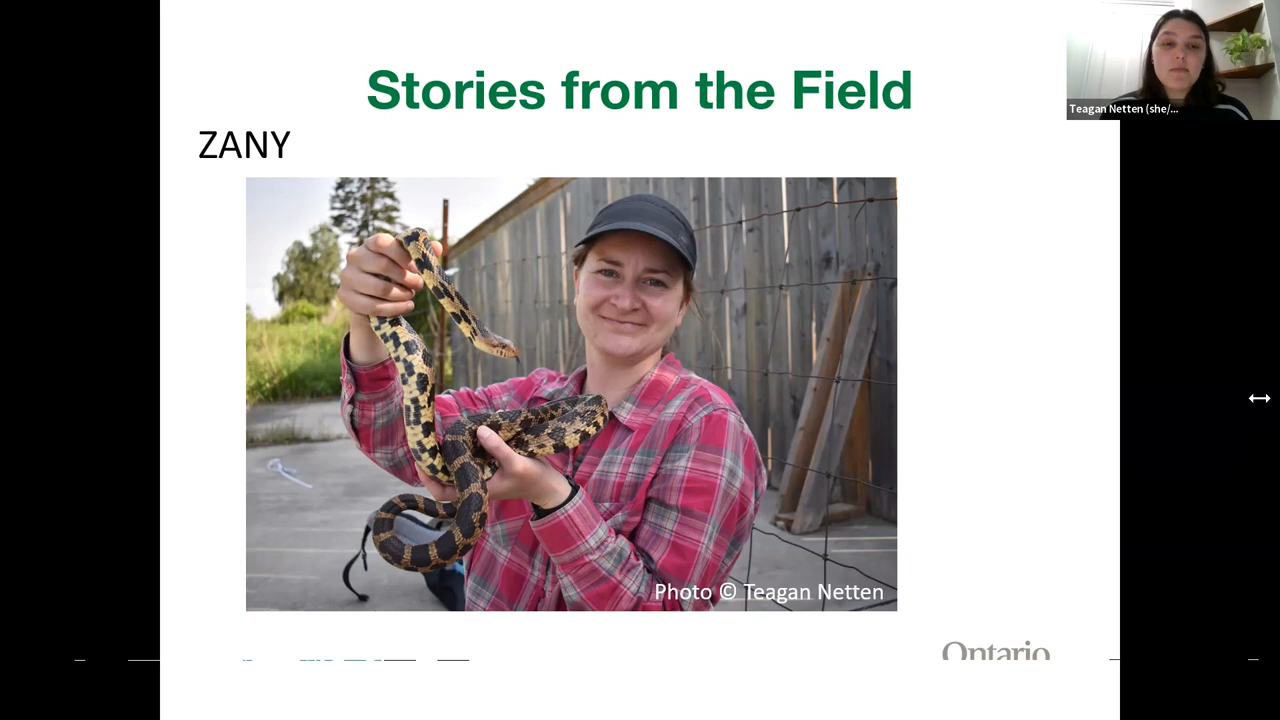 Stories from the Field
Teagan Netten (she/...
ZANY
Photo © Teagan Netten
Ontario